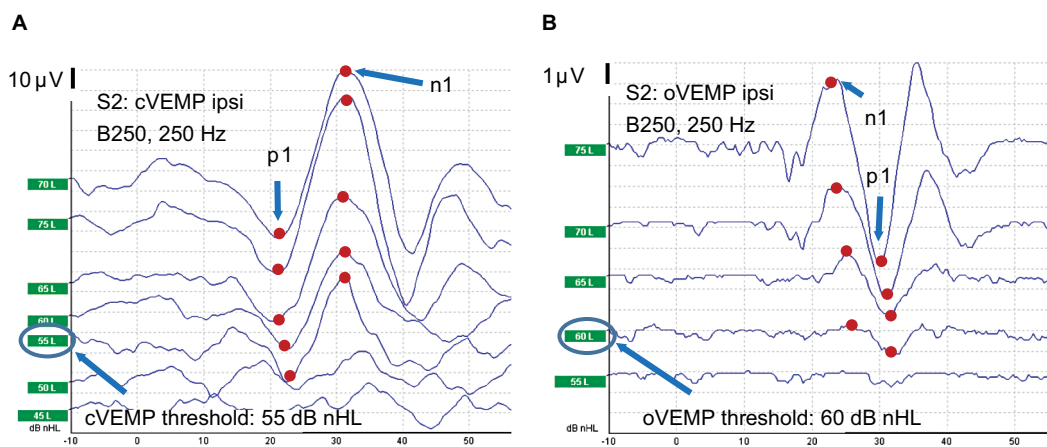 A
10 µV
n1
S2: cVEMP ipsi
B250, 250 Hz
p1
70 L
75 L
65 L
60 L
55 L
50 L
45 L
dB nHL
cVEMP threshold: 55 dB nHL
-10 0 10 20 30 40 50
B
1µV
S2: oVEMP ipsi
B250, 250 Hz
n1
p1
75 L
70 L
65 L
60 L
55 L
dB nHL
oVEMP threshold: 60 dB nHL
-10 0 10 20 30 40 50